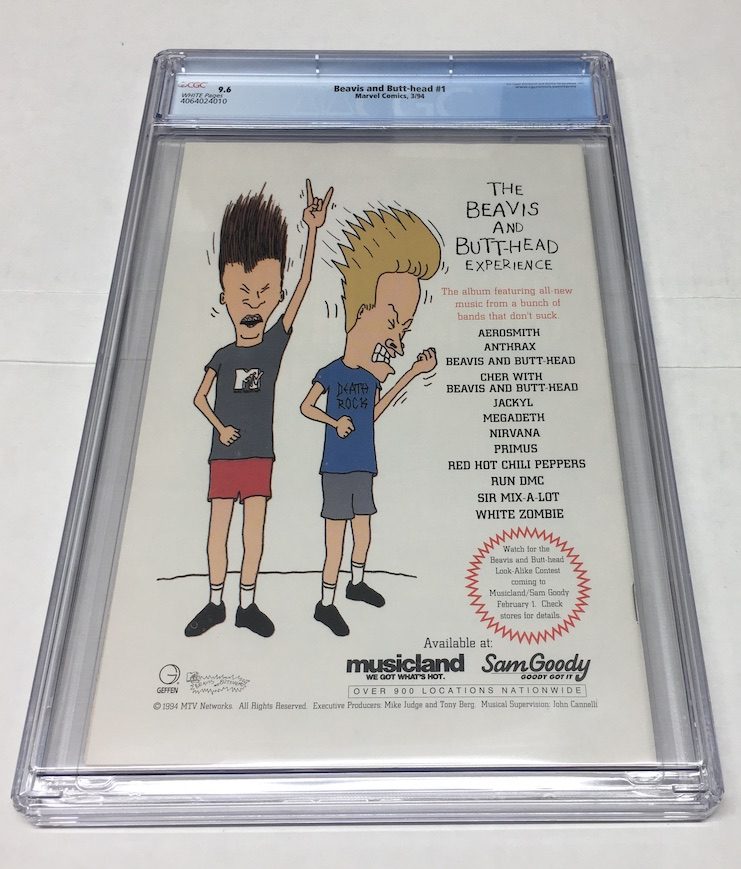 CGC 9.6
WHITE Pages
4064024010
Beavis and Butt-head #1
Marvel Comics, 3/94
THE
BEAVIS
AND
BUTT-HEAD
EXPERIENCE
The album featuring all-new
music from a bunch of
bands that don't suck.
AEROSMITH
ANTHRAX
BEAVIS AND BUTT-HEAD
CHER WITH
BEAVIS AND BUTT-HEAD
JACKYL
MEGADETH
NIRVANA
PRIMUS
RED HOT CHILI PEPPERS
RUN DMC
SIR MIX-A-LOT
WHITE ZOMBIE
MTV
DEATH
ROCK
Watch for the
Beavis and Butt-head
Look-Alike Contest
coming to
Musicland/Sam Goody
February 1. Check
stores for details.
Available at:
musicland
WE GOT WHAT'S HOT.
Sam Goody
GOODY GOT IT
OVER 900 LOCATIONS NATIONWIDE
GEFFEN
© 1994 MTV Networks. All Rights Reserved. Executive Producers: Mike Judge and Tony Berg. Musical Supervision: John Cannelli